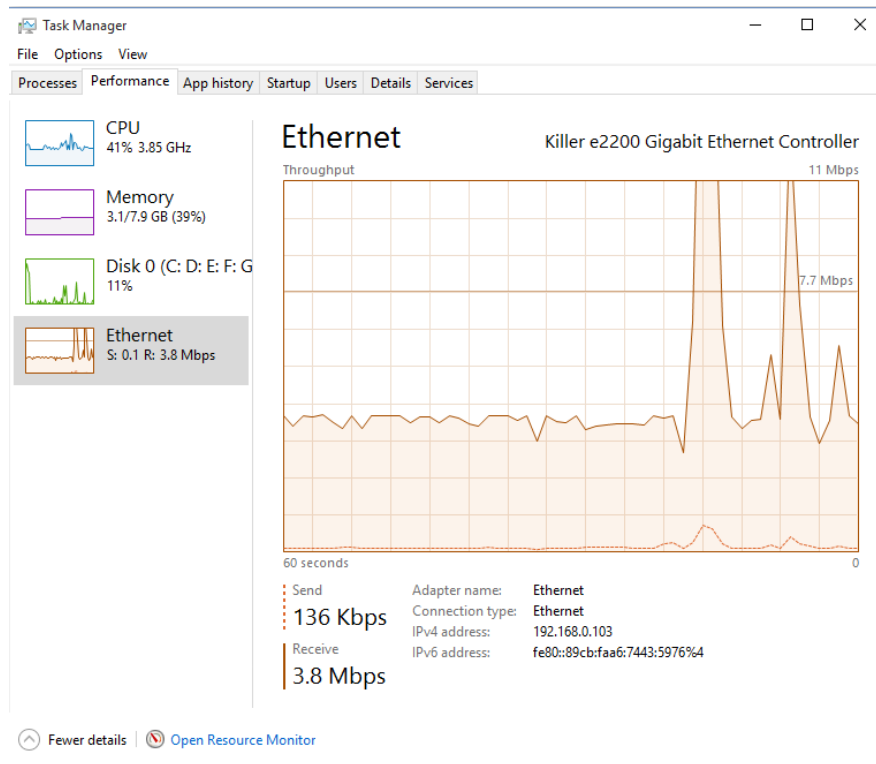 Task Manager
File Options View
Processes Performance App history Startup Users Details Services
CPU
41% 3.85 GHz
Memory
3.1/7.9 GB (39%)
Disk 0 (C: D: E: F: G
11%
Ethernet
S: 0.1 R: 3.8 Mbps
Ethernet Killer e2200 Gigabit Ethernet Controller
Throughput 11 Mbps
7.7 Mbps
60 seconds 0
Send
136 Kbps
Receive
3.8 Mbps
Adapter name: Ethernet
Connection type: Ethernet
IPv4 address: 192.168.0.103
IPv6 address: fe80::89cb:faa6:7443:5976%4
Fewer details Open Resource Monitor